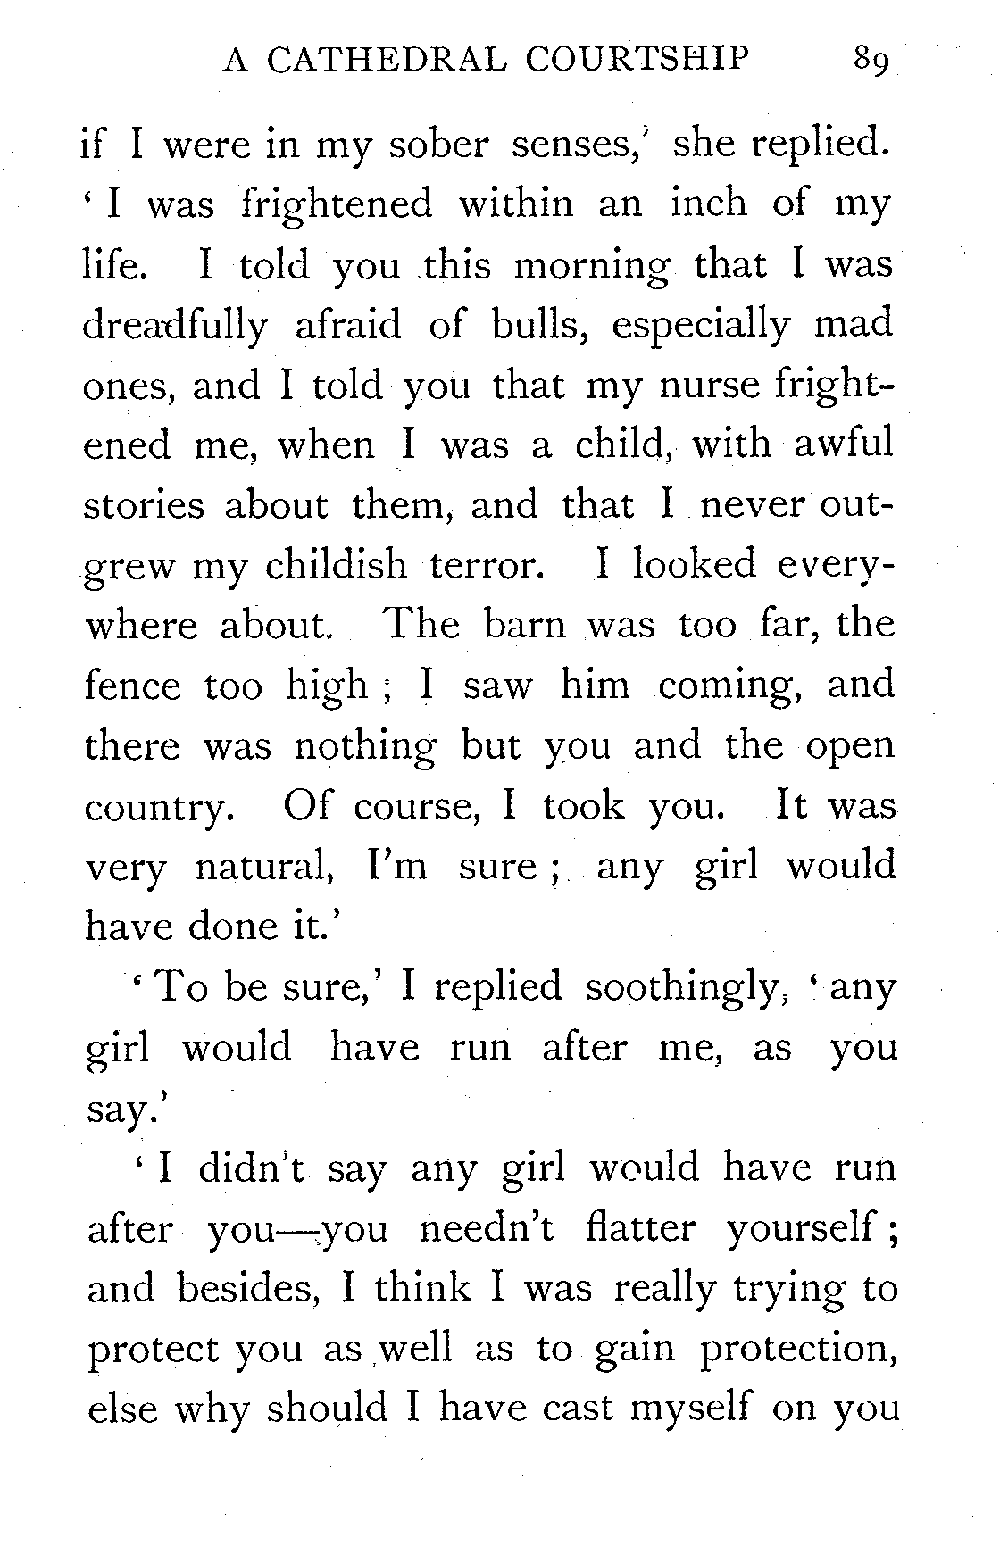 A CATHEDRAL COURTSHIP 89
if I were in my sober senses,' she replied.
' I was frightened within an inch of my
life. I told you this morning that I was
dreadfully afraid of bulls, especially mad
ones, and I told you that my nurse fright-
ened me, when I was a child, with awful
stories about them, and that I never out-
grew my childish terror. I looked every-
where about. The barn was too far, the
fence too high ; I saw him coming, and
there was nothing but you and the open
country. Of course, I took you. It was
very natural, I'm sure ; any girl would
have done it.'
' To be sure,' I replied soothingly, ' any
girl would have run after me, as you
say.'
' I didn't say any girl would have run
after you—you needn't flatter yourself ;
and besides, I think I was really trying to
protect you as well as to gain protection,
else why should I have cast myself on you